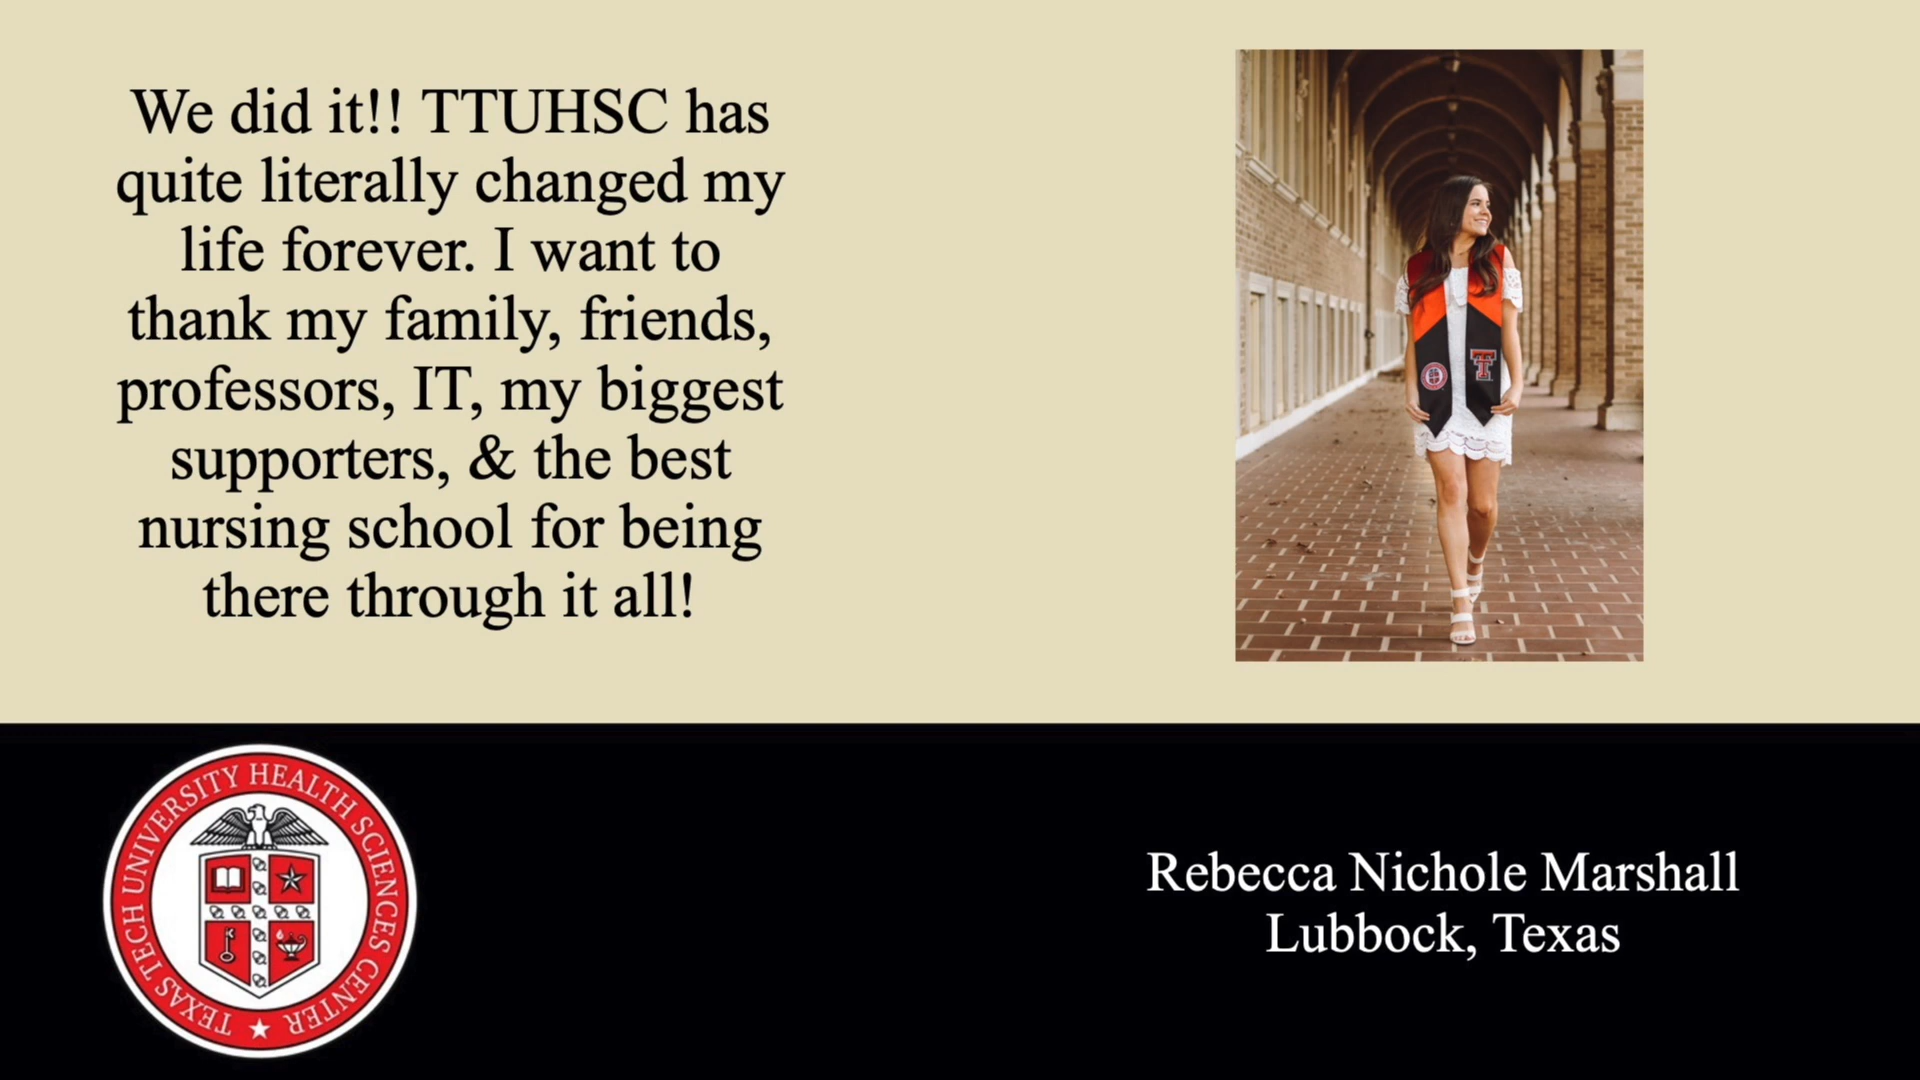 We did it!! TTUHSC has
quite literally changed my
life forever. I want to
thank my family, friends,
professors, IT, my biggest
supporters, & the best
nursing school for being
there through it all!
T
TEXAS TECH UNIVERSITY HEALTH SCIENCES CENTER
Rebecca Nichole Marshall
Lubbock, Texas